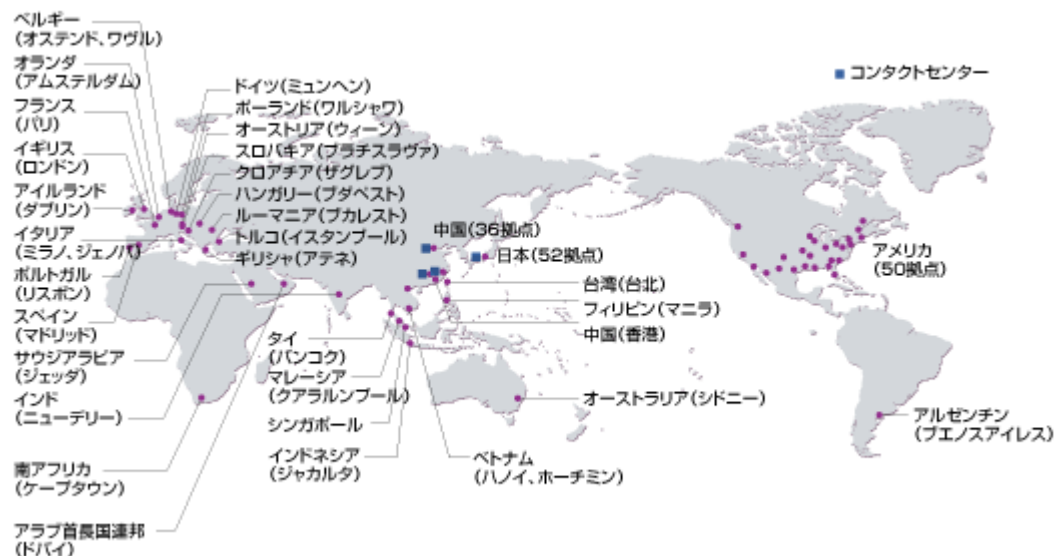 ベルギー
(オステンド、ワヴル)
オランダ
(アムステルダム)
フランス
(パリ)
イギリス
(ロンドン)
アイルランド
(ダブリン)
イタリア
(ミラノ、ジェノバ)
ポルトガル
(リスボン)
スペイン
(マドリッド)
サウジアラビア
(ジェッダ)
インド
(ニューデリー)
南アフリカ
(ケープタウン)
アラブ首長国連邦
(ドバイ)
ドイツ(ミュンヘン)
ポーランド(ワルシャワ)
オーストリア(ウィーン)
スロバキア(ブラチスラヴァ)
クロアチア(ザグレブ)
ハンガリー(ブダペスト)
ルーマニア(ブカレスト)
トルコ(イスタンブール)
ギリシャ(アテネ)
タイ
(バンコク)
マレーシア
(クアラルンプール)
シンガポール
インドネシア
(ジャカルタ)
ベトナム
(ハノイ、ホーチミン)
中国(36拠点)
日本(52拠点)
台湾(台北)
フィリピン(マニラ)
中国(香港)
オーストラリア(シドニー)
コンタクトセンター
アメリカ
(50拠点)
アルゼンチン
(ブエノスアイレス)